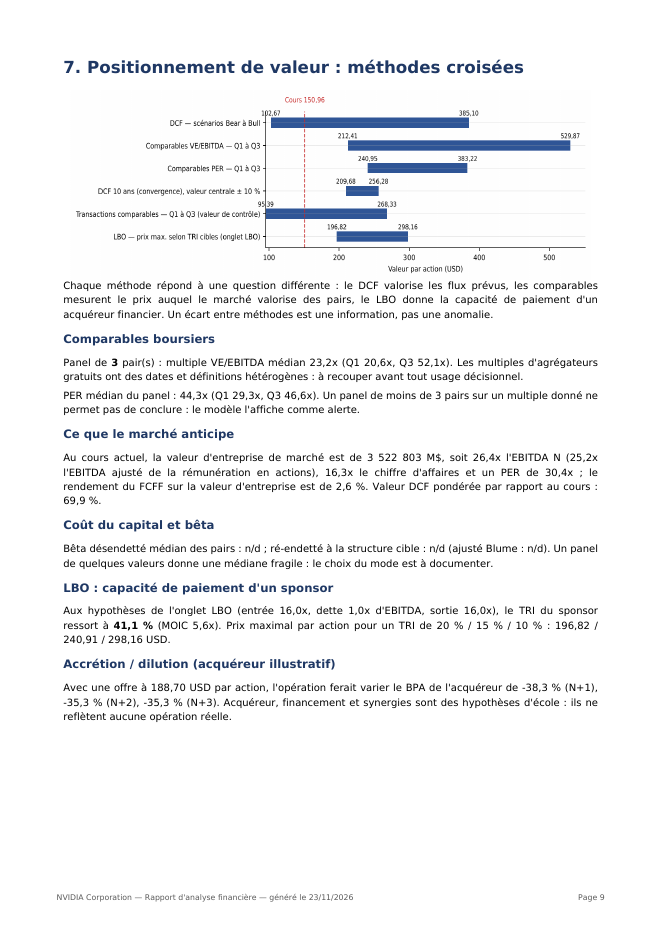 7. Positionnement de valeur : méthodes croisées
Cours 150,96
102,67 385,10
DCF — scénarios Bear à Bull
212,41 529,87
Comparables VE/EBITDA — Q1 à Q3
240,95 383,22
Comparables PER — Q1 à Q3
209,68 256,28
DCF 10 ans (convergence), valeur centrale ± 10 %
95,39 268,33
Transactions comparables — Q1 à Q3 (valeur de contrôle)
196,82 298,16
LBO — prix max. selon TRI cibles (onglet LBO)
100 200 300 400 500
Valeur par action (USD)
Chaque méthode répond à une question différente : le DCF valorise les flux prévus, les comparables
mesurent le prix auquel le marché valorise des pairs, le LBO donne la capacité de paiement d'un
acquéreur financier. Un écart entre méthodes est une information, pas une anomalie.
Comparables boursiers
Panel de 3 pair(s) : multiple VE/EBITDA médian 23,2x (Q1 20,6x, Q3 52,1x). Les multiples d'agrégateurs
gratuits ont des dates et définitions hétérogènes : à recouper avant tout usage décisionnel.
PER médian du panel : 44,3x (Q1 29,3x, Q3 46,6x). Un panel de moins de 3 pairs sur un multiple donné ne
permet pas de conclure : le modèle l'affiche comme alerte.
Ce que le marché anticipe
Au cours actuel, la valeur d'entreprise de marché est de 3 522 803 M$, soit 26,4x l'EBITDA N (25,2x
l'EBITDA ajusté de la rémunération en actions), 16,3x le chiffre d'affaires et un PER de 30,4x ; le
rendement du FCFF sur la valeur d'entreprise est de 2,6 %. Valeur DCF pondérée par rapport au cours :
69,9 %.
Coût du capital et bêta
Bêta désendetté médian des pairs : n/d ; ré-endetté à la structure cible : n/d (ajusté Blume : n/d). Un panel
de quelques valeurs donne une médiane fragile : le choix du mode est à documenter.
LBO : capacité de paiement d'un sponsor
Aux hypothèses de l'onglet LBO (entrée 16,0x, dette 1,0x d'EBITDA, sortie 16,0x), le TRI du sponsor
ressort à 41,1 % (MOIC 5,6x). Prix maximal par action pour un TRI de 20 % / 15 % / 10 % : 196,82 /
240,91 / 298,16 USD.
Accrétion / dilution (acquéreur illustratif)
Avec une offre à 188,70 USD par action, l'opération ferait varier le BPA de l'acquéreur de -38,3 % (N+1),
-35,3 % (N+2), -35,3 % (N+3). Acquéreur, financement et synergies sont des hypothèses d'école : ils ne
reflètent aucune opération réelle.
NVIDIA Corporation — Rapport d'analyse financière — généré le 23/11/2026 Page 9